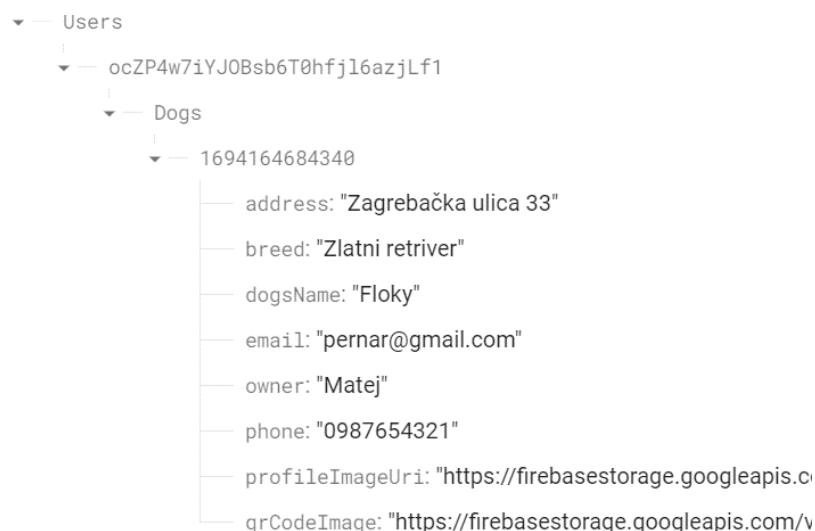 Users
ocZP4w7iYJOBsb6T0hfjl6azjLf1
Dogs
1694164684340
address: "Zagrebačka ulica 33"
breed: "Zlatni retriver"
dogsName: "Floky"
email: "pernar@gmail.com"
owner: "Matej"
phone: "0987654321"
profileImageUri: "https://firebasestorage.googleapis.c
qrCodeImage: "https://firebasestorage.googleapis.com/v